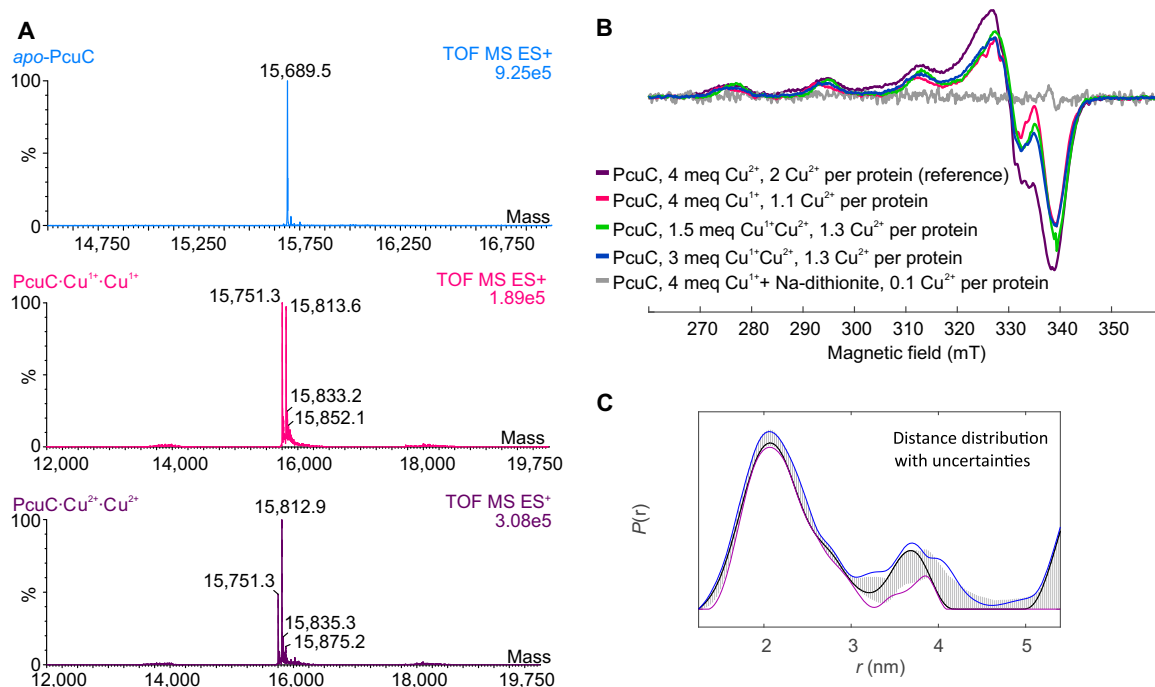 A
apo-PcuC
TOF MS ES+
9.25e5
15,689.5
100
%
0
Mass
14,750
15,250
15,750
16,250
16,750
PcuC·Cu¹⁺·Cu¹⁺
TOF MS ES+
1.89e5
15,751.3
15,813.6
100
%
15,833.2
15,852.1
0
Mass
12,000
14,000
16,000
18,000
19,750
PcuC·Cu²⁺·Cu²⁺
TOF MS ES⁺
3.08e5
15,812.9
100
15,751.3
%
15,835.3
15,875.2
0
Mass
12,000
14,000
16,000
18,000
19,750
B
PcuC, 4 meq Cu²⁺, 2 Cu²⁺ per protein (reference)
PcuC, 4 meq Cu¹⁺, 1.1 Cu²⁺ per protein
PcuC, 1.5 meq Cu¹⁺Cu²⁺, 1.3 Cu²⁺ per protein
PcuC, 3 meq Cu¹⁺Cu²⁺, 1.3 Cu²⁺ per protein
PcuC, 4 meq Cu¹⁺+ Na-dithionite, 0.1 Cu²⁺ per protein
270
280
290
300
310
320
330
340
350
Magnetic field (mT)
C
Distance distribution
with uncertainties
P(r)
2
3
4
5
r (nm)